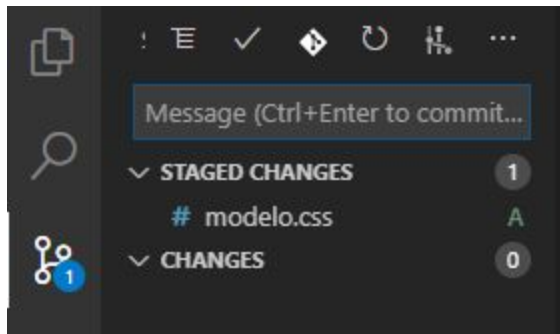 Message (Ctrl+Enter to commit...
STAGED CHANGES 1
# modelo.css A
1
CHANGES 0